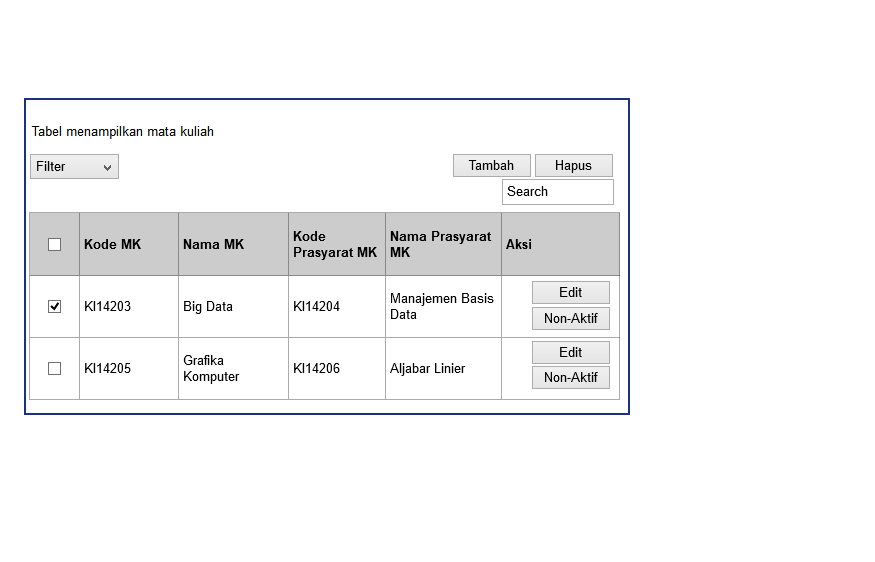 Tabel menampilkan mata kuliah
Filter
Tambah
Hapus
Search
Kode MK
Nama MK
Kode
Prasyarat MK
Nama Prasyarat
MK
Aksi
KI14203
Big Data
KI14204
Manajemen Basis
Data
Edit
Non-Aktif
KI14205
Grafika
Komputer
KI14206
Aljabar Linier
Edit
Non-Aktif